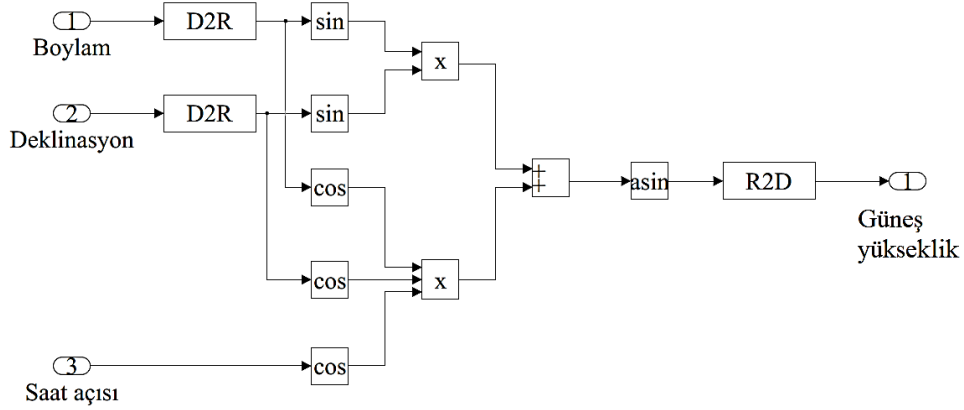 1
D2R
sin
Boylam
x
2
D2R
sin
Deklinasyon
cos
+
+
asin
R2D
1
Güneş
yükseklik
cos
x
3
cos
Saat açısı